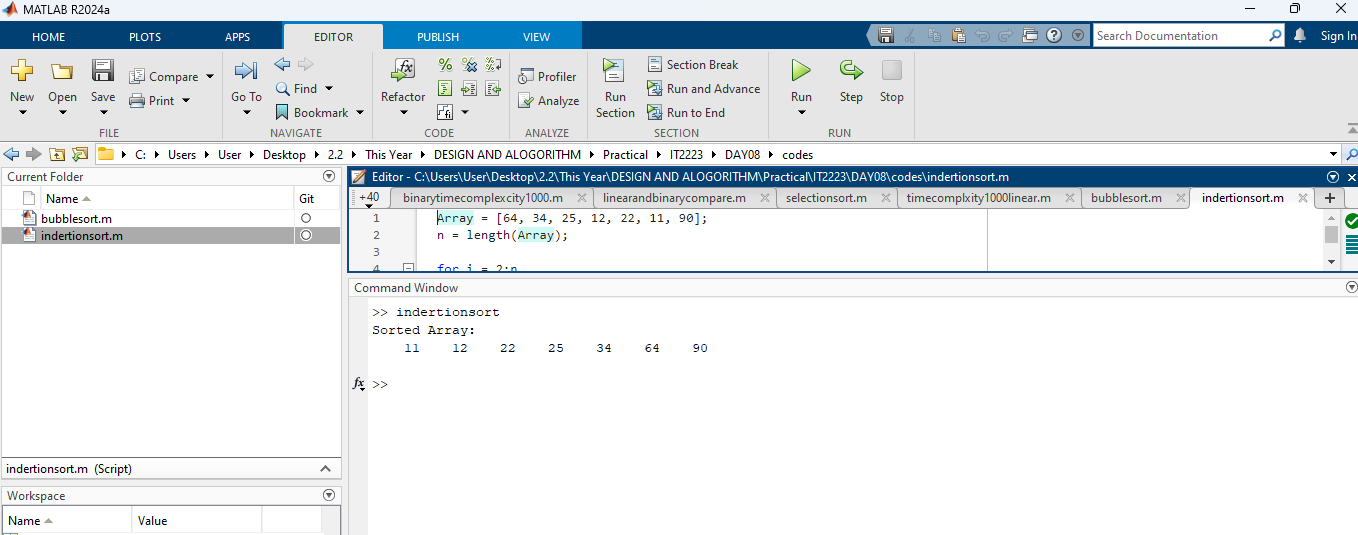 MATLAB R2024a
HOME PLOTS APPS EDITOR PUBLISH VIEW Search Documentation Sign In
New Open Save Compare Print Go To Find Bookmark Refactor Profiler Analyze Run Section Section Break Run and Advance Run to End Run Step Stop
FILE NAVIGATE CODE ANALYZE SECTION RUN
C: Users User Desktop 2.2 This Year DESIGN AND ALOGORITHM Practical IT2223 DAY08 codes
Current Folder
Name Git
bubblesort.m
indertionsort.m
indertionsort.m (Script)
Workspace
Name Value
Editor - C:\Users\User\Desktop\2.2\This Year\DESIGN AND ALOGORITHM\Practical\IT2223\DAY08\codes\indertionsort.m
+40 binarytimecomplexcity1000.m linearandbinarycompare.m selectionsort.m timecomplxity1000linear.m bubblesort.m indertionsort.m
1 Array = [64, 34, 25, 12, 22, 11, 90];
2 n = length(Array);
3
4 for i = 2:n
Command Window
>> indertionsort
Sorted Array:
11 12 22 25 34 64 90
fx >>